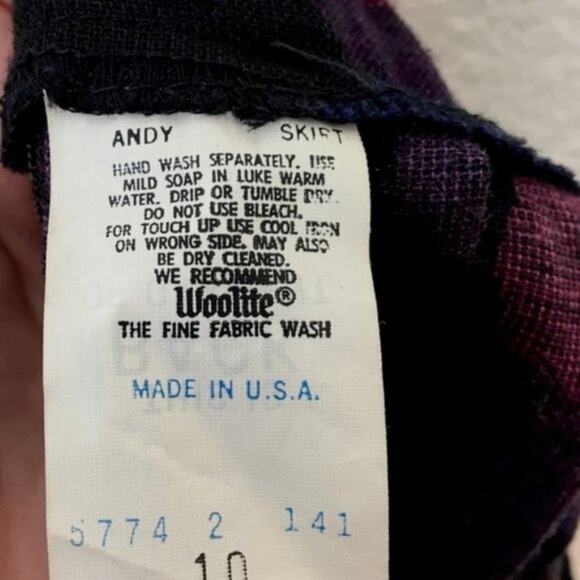 ANDY SKIRT
HAND WASH SEPARATELY. USE
MILD SOAP IN LUKE WARM
WATER. DRIP OR TUMBLE DRY.
DO NOT USE BLEACH.
FOR TOUCH UP USE COOL IRON
ON WRONG SIDE. MAY ALSO
BE DRY CLEANED.
WE RECOMMEND
Woolite®
THE FINE FABRIC WASH
MADE IN U.S.A.
5774 2 141
10